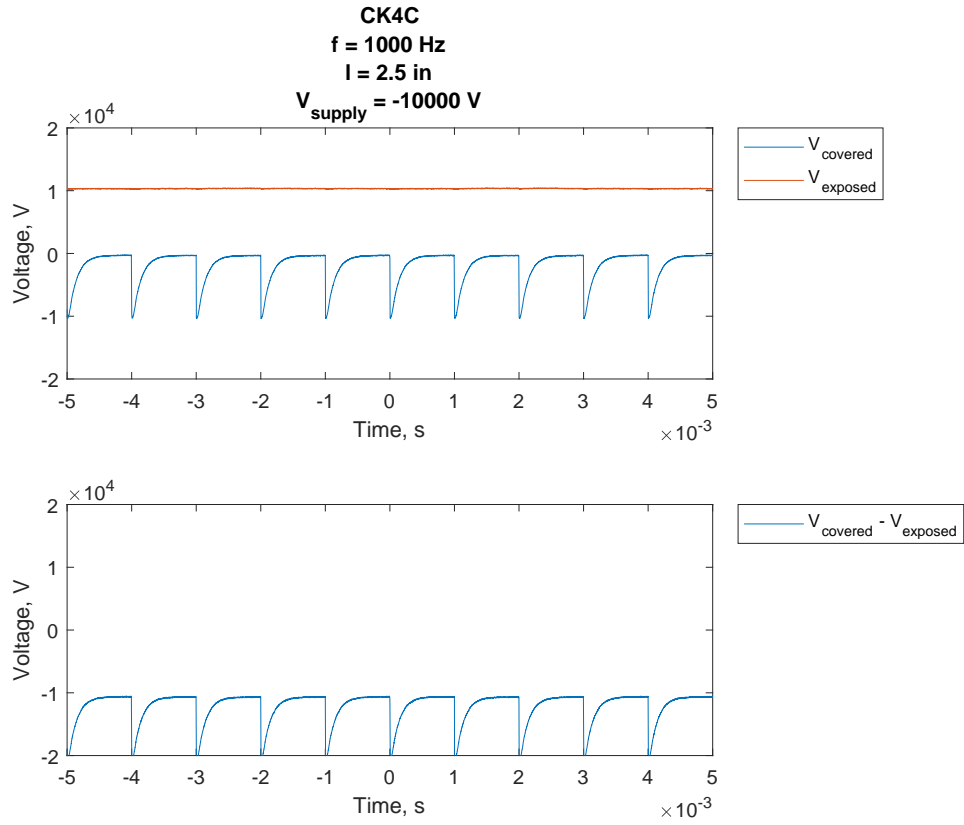 CK4C
f = 1000 Hz
l = 2.5 in
V_supply = -10000 V
×10^4
2
1
0
-1
-2
Voltage, V
-5 -4 -3 -2 -1 0 1 2 3 4 5
Time, s
×10^-3
V_covered
V_exposed
×10^4
2
1
0
-1
-2
Voltage, V
-5 -4 -3 -2 -1 0 1 2 3 4 5
Time, s
×10^-3
V_covered - V_exposed